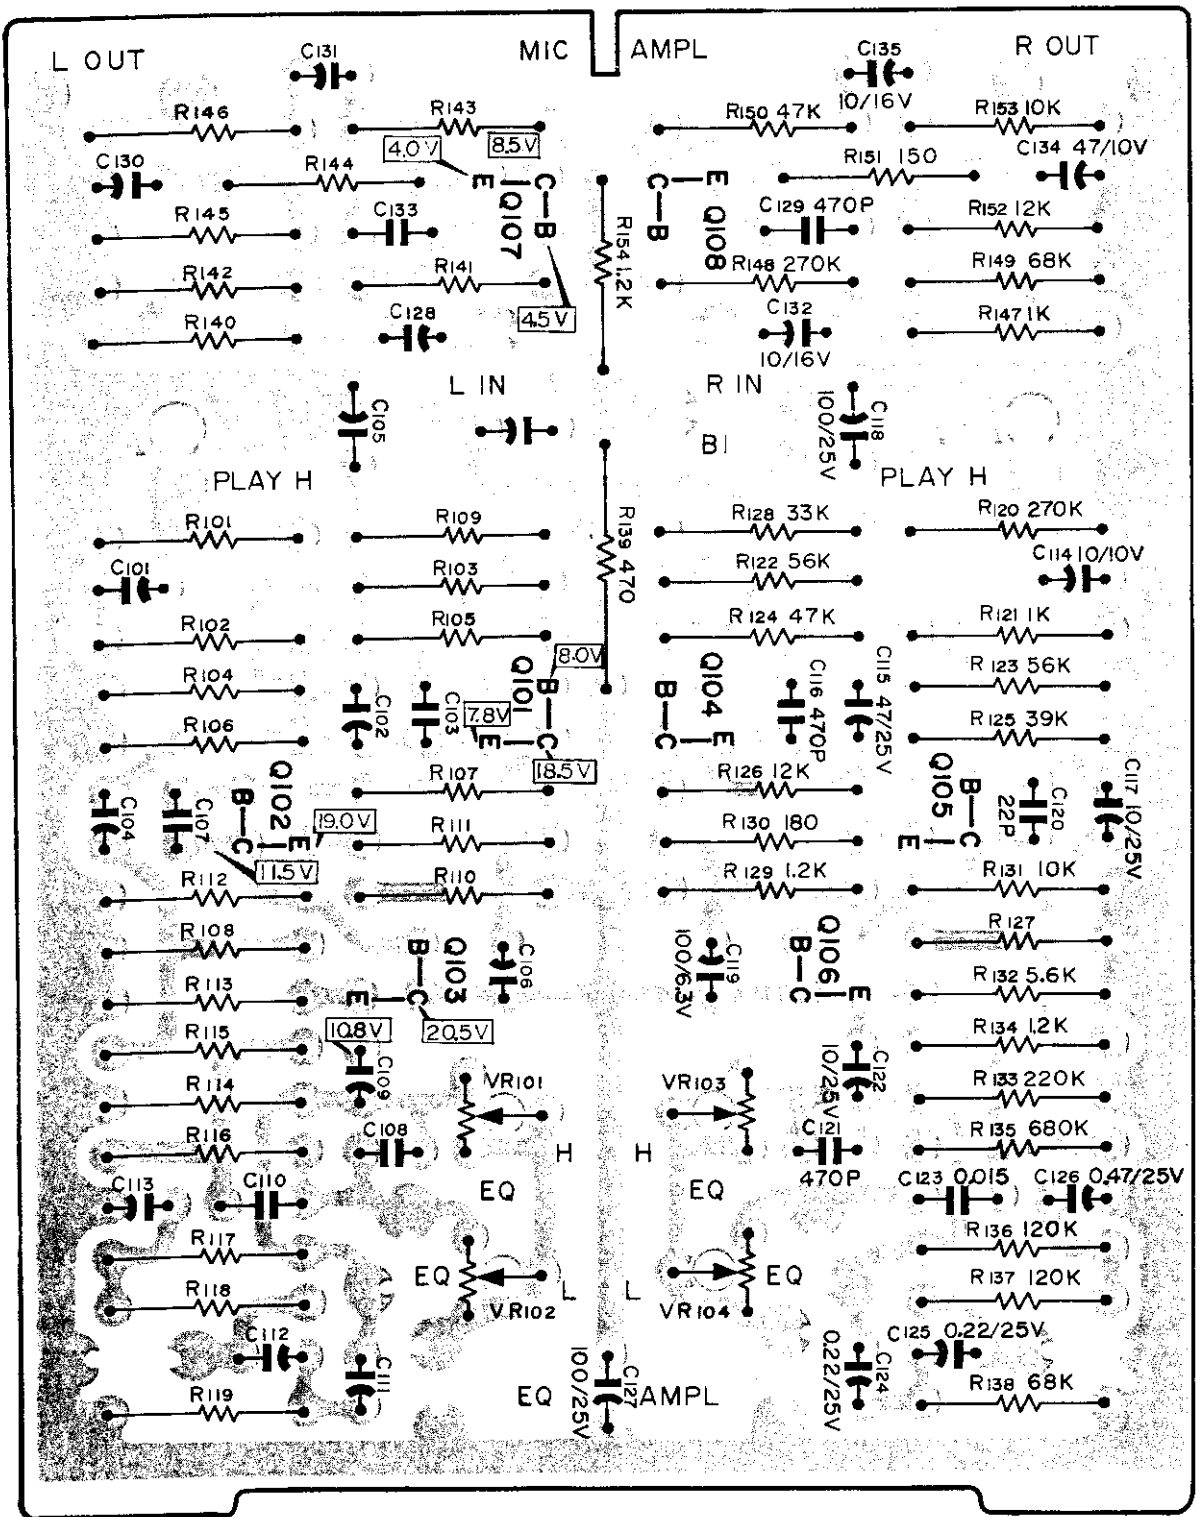 L OUT
MIC AMPL
R OUT
C131
C135
10/16V
R146
R143
R150 47K
R153 10K
4.0V
8.5V
C130
R144
R151 150
C134 47/10V
E C
B
Q107
C E
B
Q108
R145
C133
R154 1.2K
C129 470P
R152 12K
R142
R141
R148 270K
R149 68K
4.5V
R140
C128
C132
10/16V
R147 1K
L IN
R IN
C105
B1
C118
100/25V
PLAY H
PLAY H
R101
R109
R139 470
R128 33K
R120 270K
C101
R103
R122 56K
C114 10/10V
R102
R105
R124 47K
R121 1K
8.0V
R104
C102
C103
Q101
B
E C
7.8V
18.5V
B
C E
Q104
C116 470P
C115 47/25V
R123 56K
R106
R125 39K
Q102
B
C E
19.0V
11.5V
R107
R126 12K
Q105
B
E C
C120
22P
C117 10/25V
C104
C107
R111
R130 180
R112
R110
R129 1.2K
R131 10K
R108
Q103
B
E C
C106
C119
100/6.3V
Q106
B
C E
R127
R113
R132 5.6K
10.8V
20.5V
R115
C109
C122
10/25V
R134 1.2K
R114
VR101
VR103
R133 220K
R116
C108
H
H
C121
470P
R135 680K
C113
C110
EQ
EQ
C123 0.015
C126 0.47/25V
R117
R136 120K
EQ
L
L
EQ
R118
VR102
VR104
R137 120K
C112
C111
C127
100/25V
C124
0.22/25V
C125 0.22/25V
R119
EQ AMPL
R138 68K